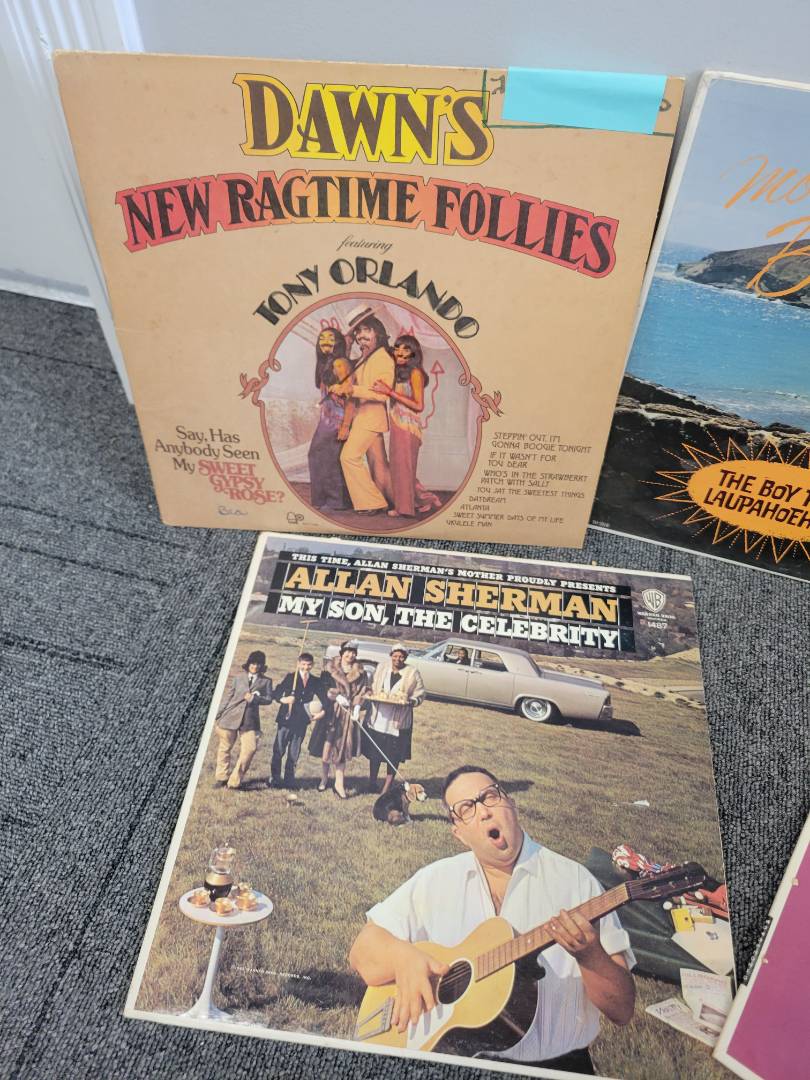 DAWN'S
NEW RAGTIME FOLLIES
featuring
TONY ORLANDO
Say, Has
Anybody Seen
My SWEET
GYPSY
ROSE?
STEPPIN' OUT, I'M
GONNA BOOGIE TONIGHT
IF IT WASN'T FOR
YOU DEAR
WHO'S IN THE STRAWBERRY
PATCH WITH SALLY
YOU SAY THE SWEETEST THINGS
DAYDREAM
ATLANTA
SWEET SUMMER DAYS OF MY LIFE
UKULELE MAN
THE BOY
LAUPAHOEH
THIS TIME, ALLAN SHERMAN'S MOTHER PROUDLY PRESENTS
ALLAN SHERMAN
MY SON, THE CELEBRITY
WB
1487